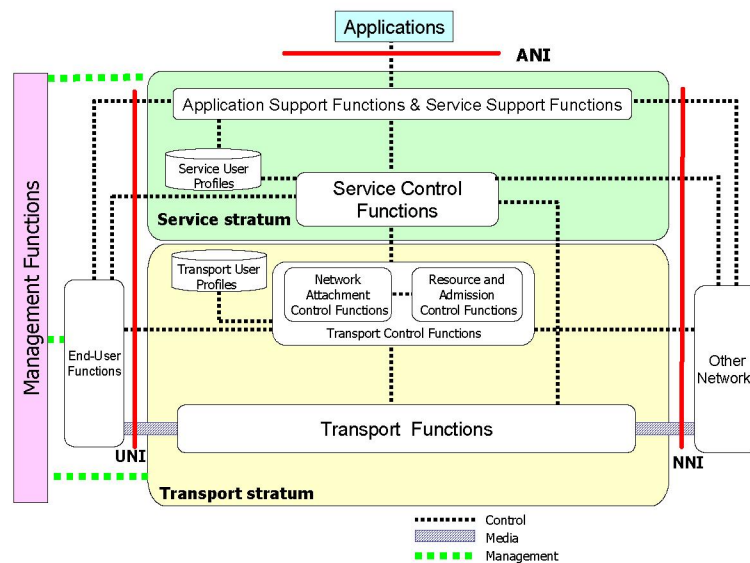 Applications
ANI
Application Support Functions & Service Support Functions
Service User
Profiles
Service Control
Functions
Service stratum
Management Functions
Transport User
Profiles
Network
Attachment
Control Functions
Resource and
Admission
Control Functions
Transport Control Functions
End-User
Functions
Other
Network
Transport Functions
UNI
NNI
Transport stratum
Control
Media
Management